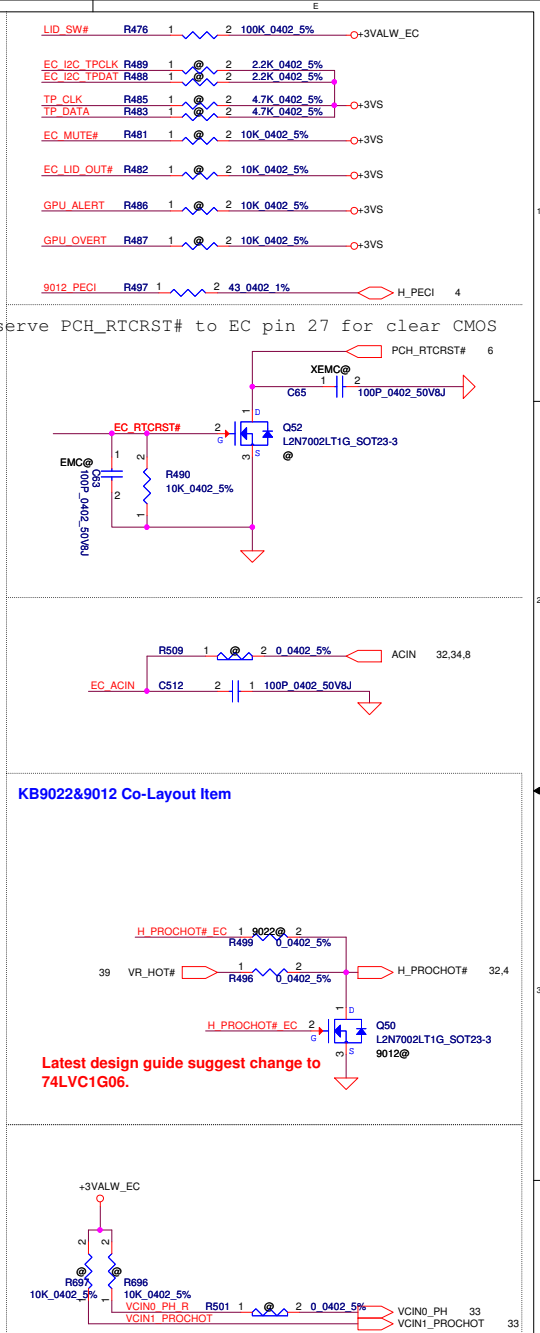 E
LID_SW# R476 1 2 100K_0402_5% +3VALW_EC
EC_I2C_TPCLK R489 1 @ 2 2.2K_0402_5%
EC_I2C_TPDAT R488 1 @ 2 2.2K_0402_5%
TP_CLK R485 1 @ 2 4.7K_0402_5% +3VS
TP_DATA R483 1 @ 2 4.7K_0402_5%
EC_MUTE# R481 1 @ 2 10K_0402_5% +3VS
EC_LID_OUT# R482 1 @ 2 10K_0402_5% +3VS
GPU_ALERT R486 1 @ 2 10K_0402_5% +3VS
1
GPU_OVERT R487 1 @ 2 10K_0402_5% +3VS
9012_PECI R497 1 2 43_0402_1% H_PECI 4
serve PCH_RTCRST# to EC pin 27 for clear CMOS
PCH_RTCRST# 6
XEMC@
1 2
C65 100P_0402_50V8J
EC_RTCRST# 2 G 1 D 3 S Q52
L2N7002LT1G_SOT23-3
@
EMC@ 1 2 C63
100P_0402_50V8J
2 1 R490
10K_0402_5%
2
R509 1 @ 2 0_0402_5% ACIN 32,34,8
EC_ACIN C512 2 1 100P_0402_50V8J
KB9022&9012 Co-Layout Item
H_PROCHOT#_EC 1 9022@ 2
R499 0_0402_5%
39 VR_HOT# 1 2 H_PROCHOT# 32,4
R496 0_0402_5%
3
H_PROCHOT#_EC 2 G 1 D 3 S Q50
L2N7002LT1G_SOT23-3
9012@
Latest design guide suggest change to
74LVC1G06.
+3VALW_EC
2 2
@ @
R697 R696
10K_0402_5% 10K_0402_5%
1 1
VCIN0_PH_R R501 1 @ 2 0_0402_5% VCIN0_PH 33
VCIN1_PROCHOT VCIN1_PROCHOT 33